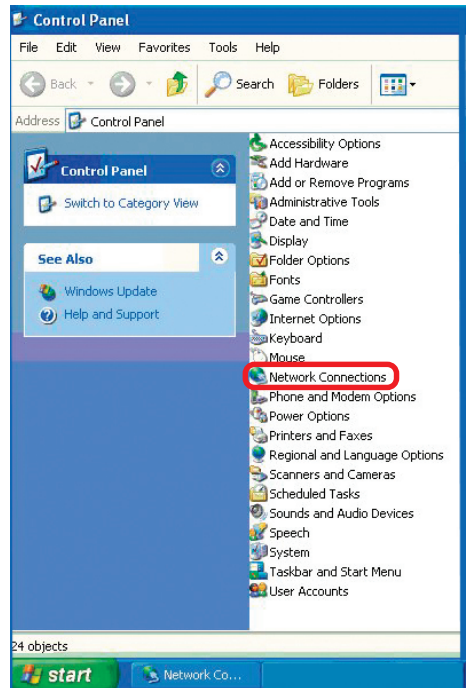 Control Panel
File Edit View Favorites Tools Help
Back Search Folders
Address Control Panel
Control Panel
Switch to Category View
See Also
Windows Update
Help and Support
Accessibility Options
Add Hardware
Add or Remove Programs
Administrative Tools
Date and Time
Display
Folder Options
Fonts
Game Controllers
Internet Options
Keyboard
Mouse
Network Connections
Phone and Modem Options
Power Options
Printers and Faxes
Regional and Language Options
Scanners and Cameras
Scheduled Tasks
Sounds and Audio Devices
Speech
System
Taskbar and Start Menu
User Accounts
24 objects
start Network Co...